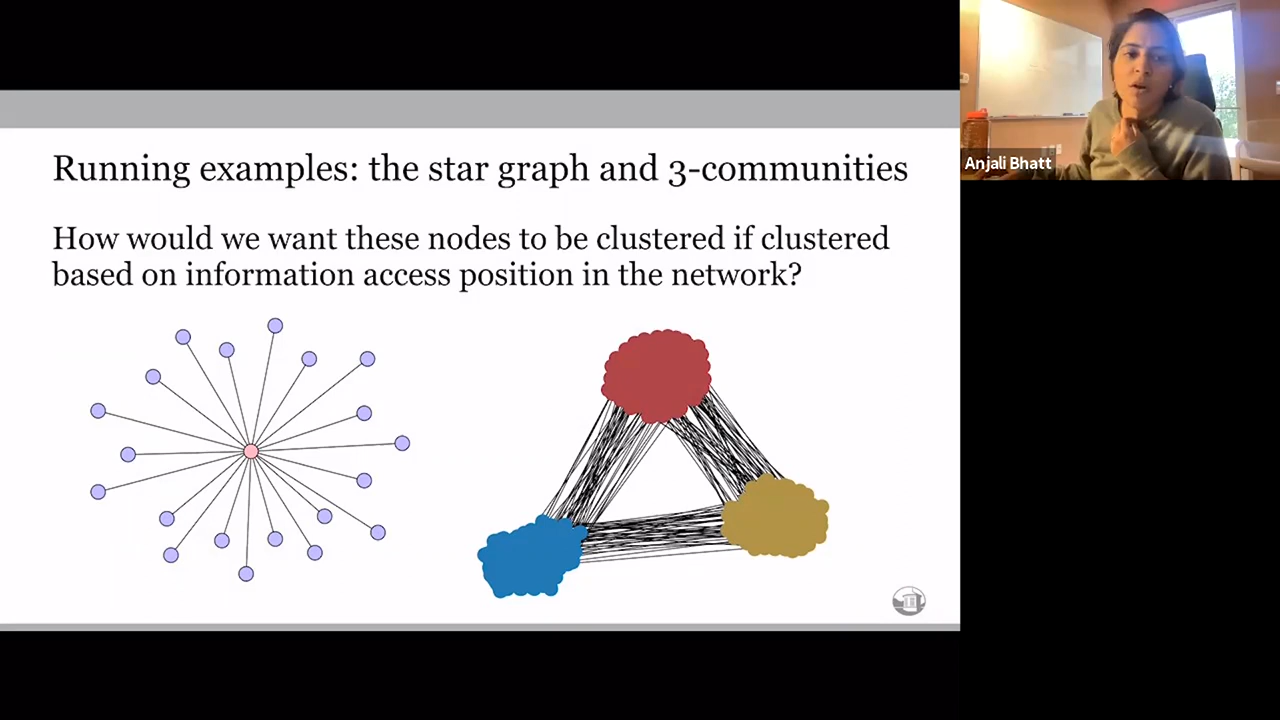 Running examples: the star graph and 3-communities
How would we want these nodes to be clustered if clustered
based on information access position in the network?
Anjali Bhatt